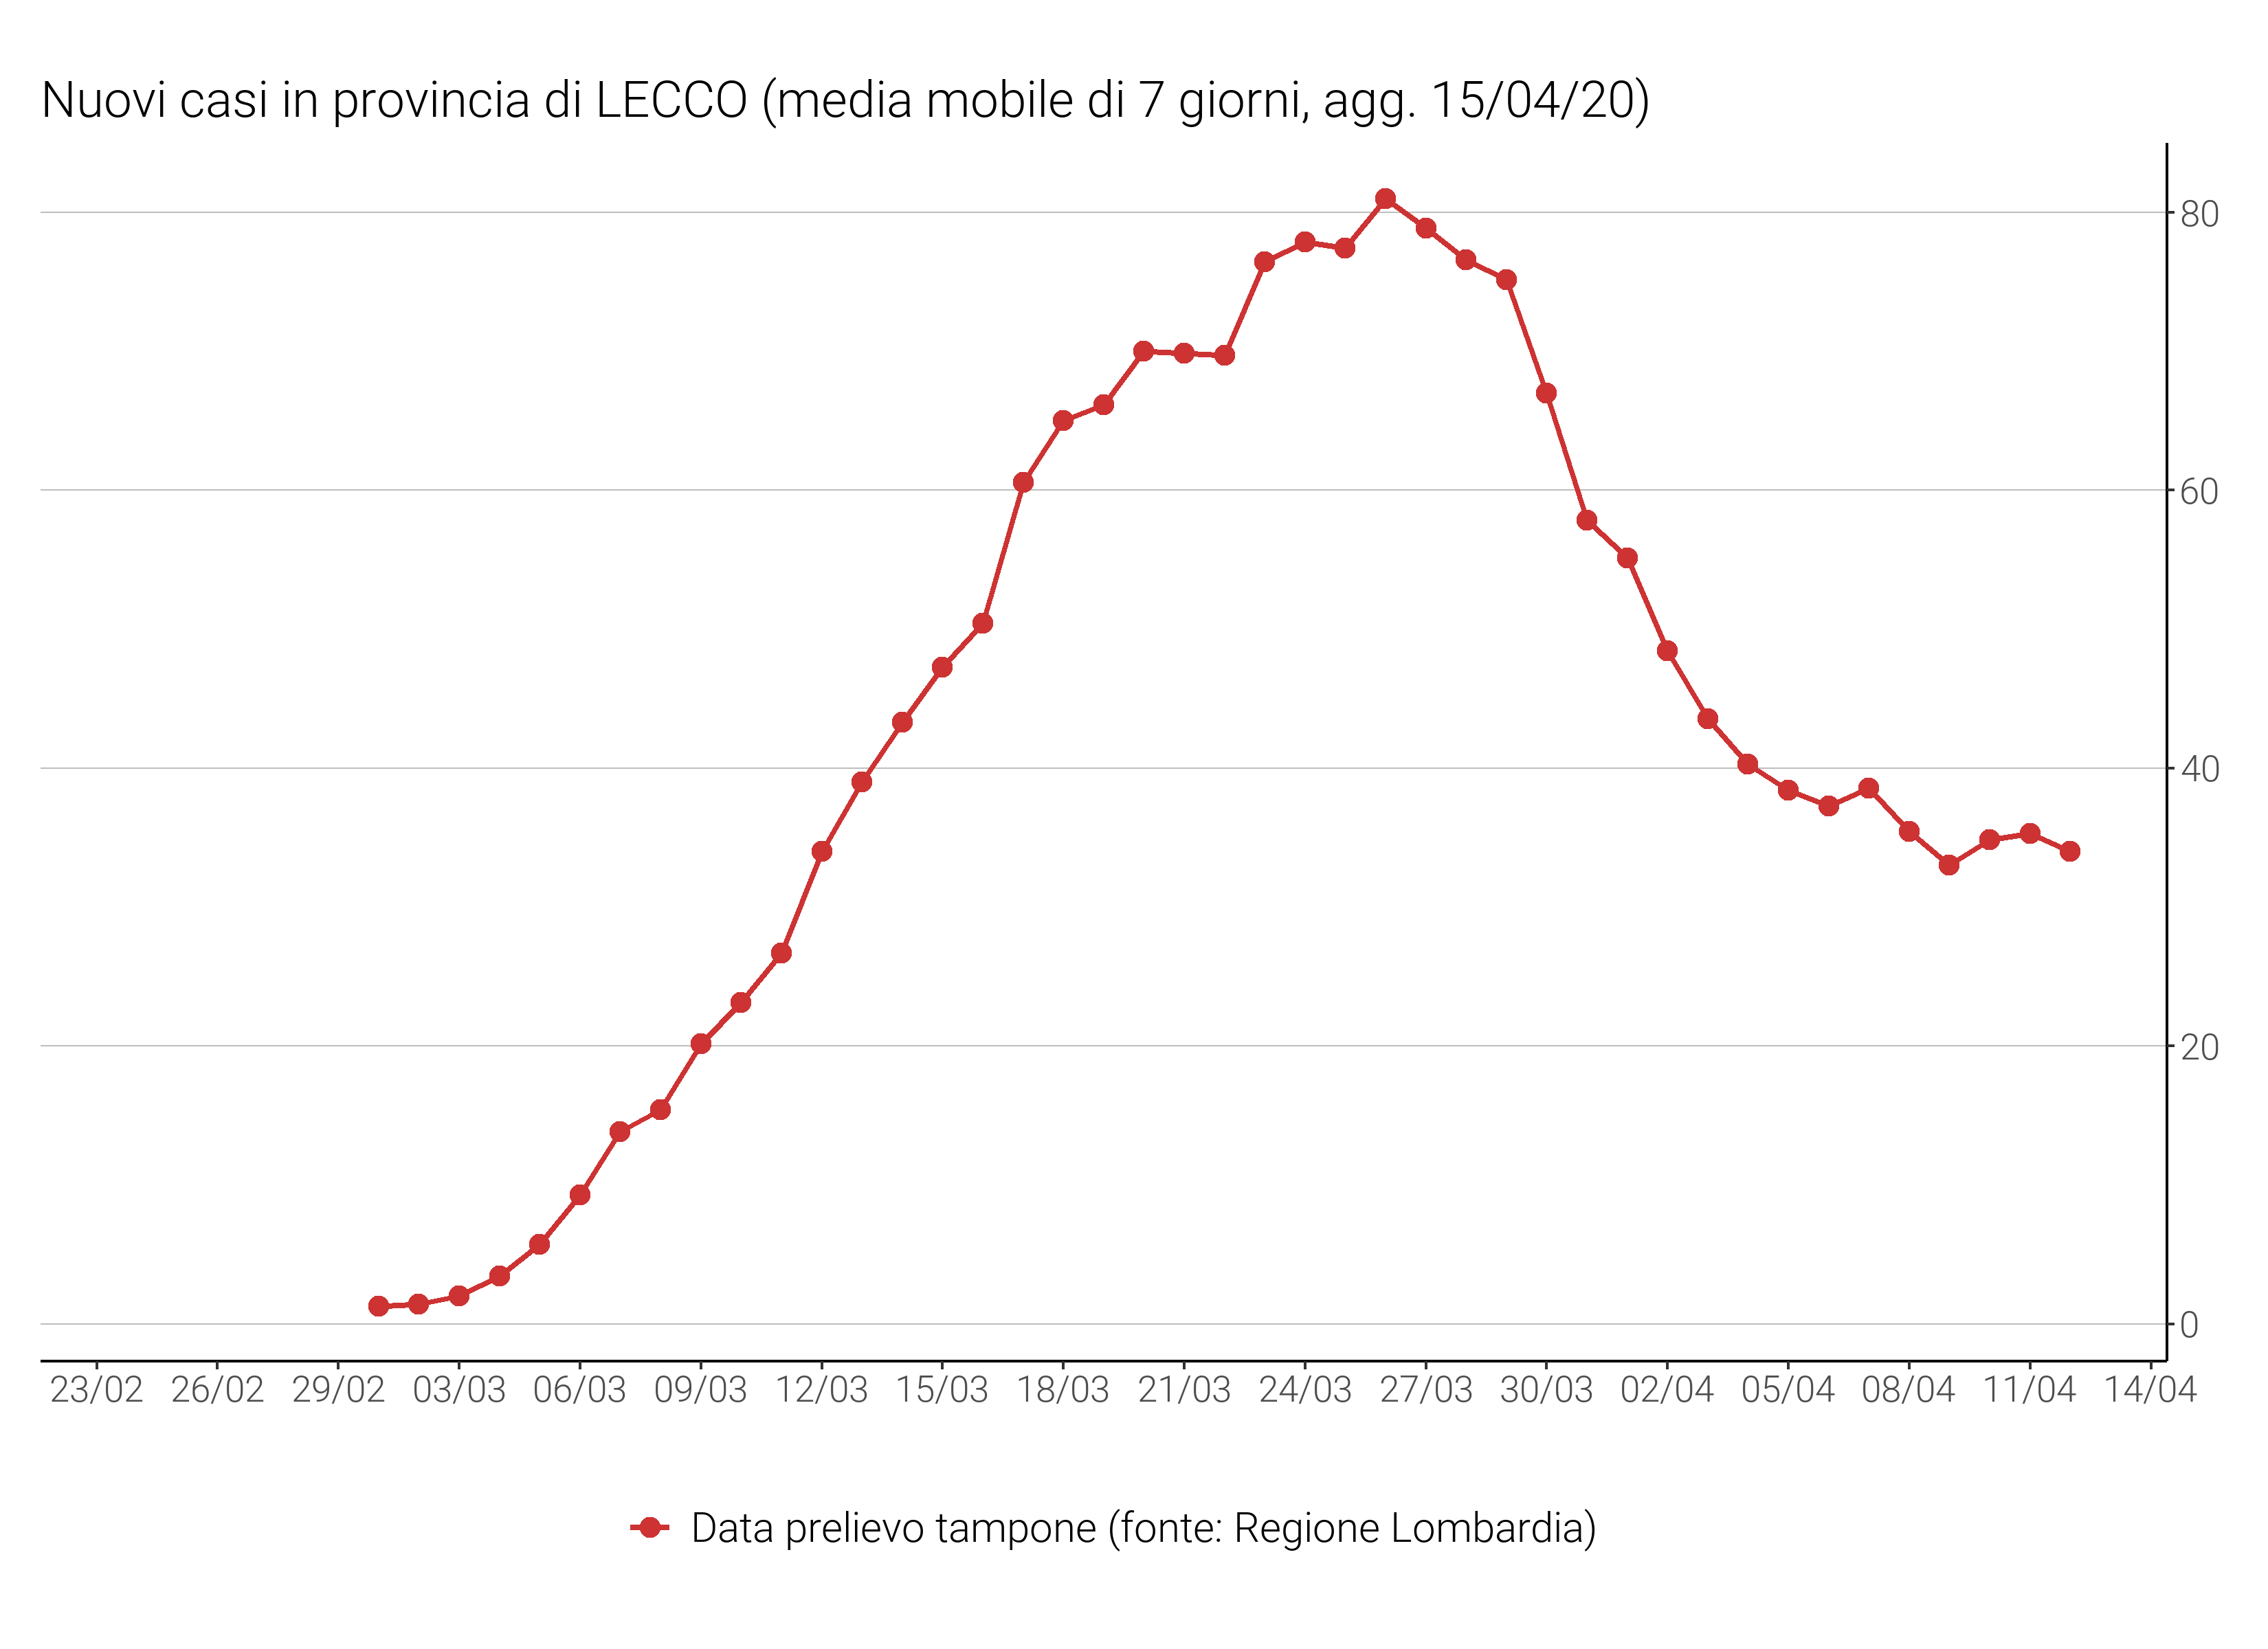 Nuovi casi in provincia di LECCO (media mobile di 7 giorni, agg. 15/04/20)
80
60
40
20
0
23/02 26/02 29/02 03/03 06/03 09/03 12/03 15/03 18/03 21/03 24/03 27/03 30/03 02/04 05/04 08/04 11/04 14/04
Data prelievo tampone (fonte: Regione Lombardia)